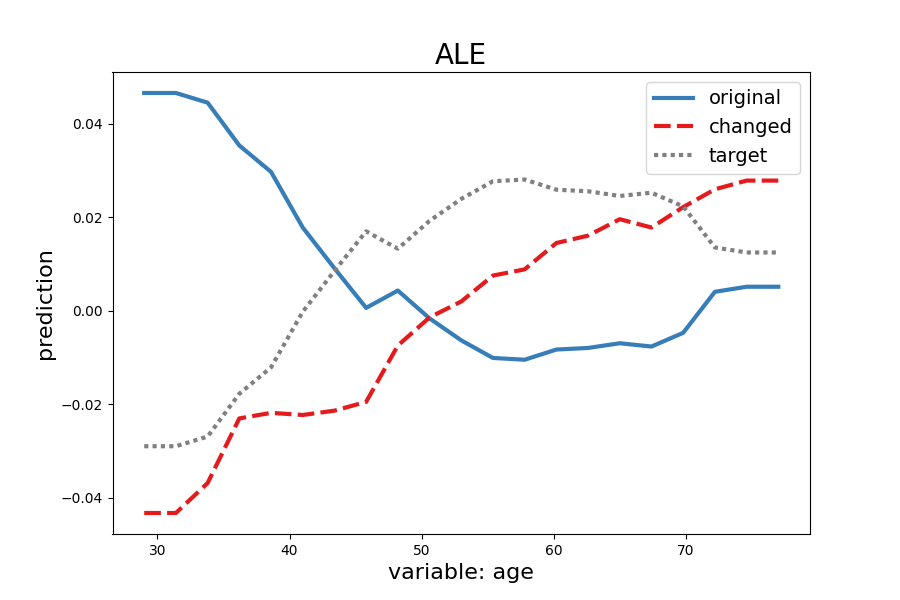 ALE
original
changed
target
prediction
0.04
0.02
0.00
−0.02
−0.04
30 40 50 60 70
variable: age